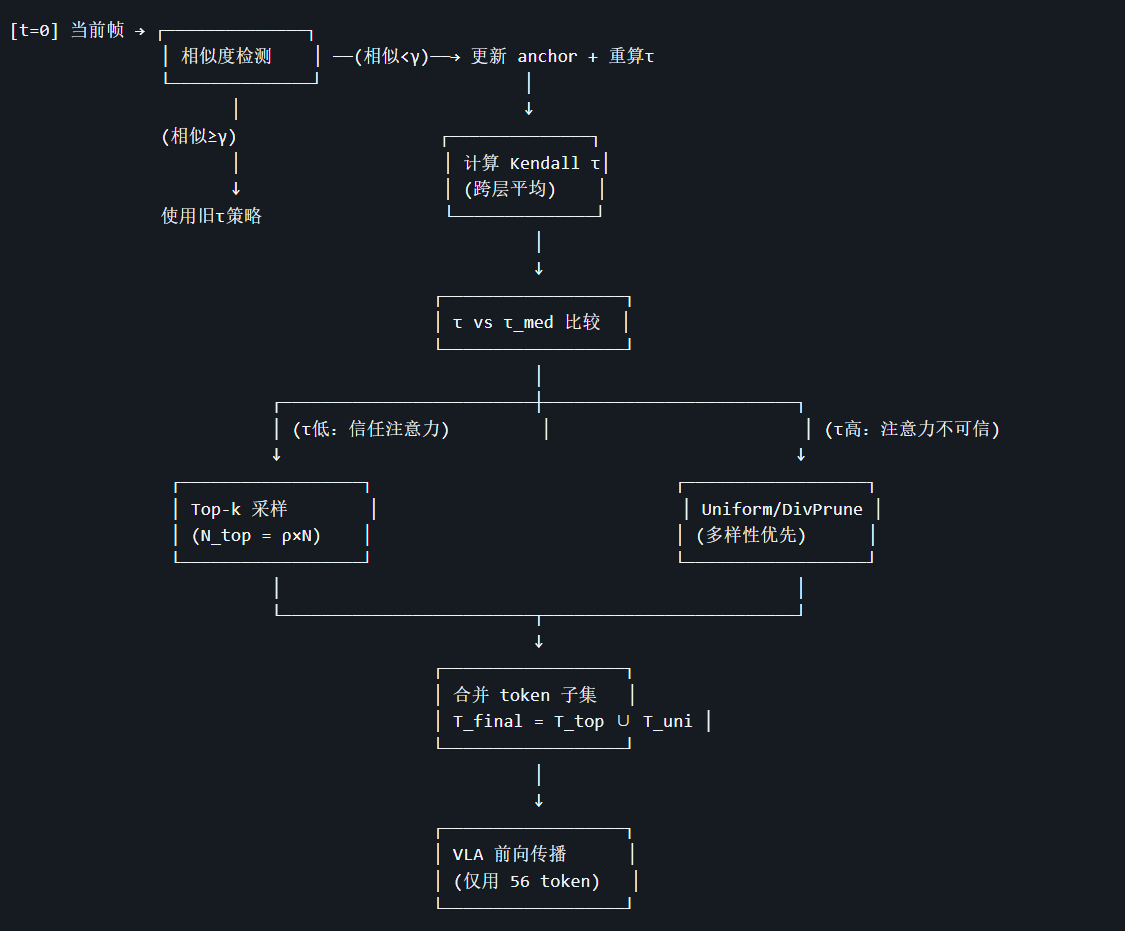 [t=0] 当前帧 →
相似度检测 ——(相似<γ)——→ 更新 anchor + 重算τ
(相似≥γ)
计算 Kendall τ
(跨层平均)
使用旧τ策略
τ vs τ_med 比较
(τ低: 信任注意力)
(τ高: 注意力不可信)
Top-k 采样
(N_top = ρ×N)
Uniform/DivPrune
(多样性优先)
合并 token 子集
T_final = T_top ∪ T_uni
VLA 前向传播
(仅用 56 token)